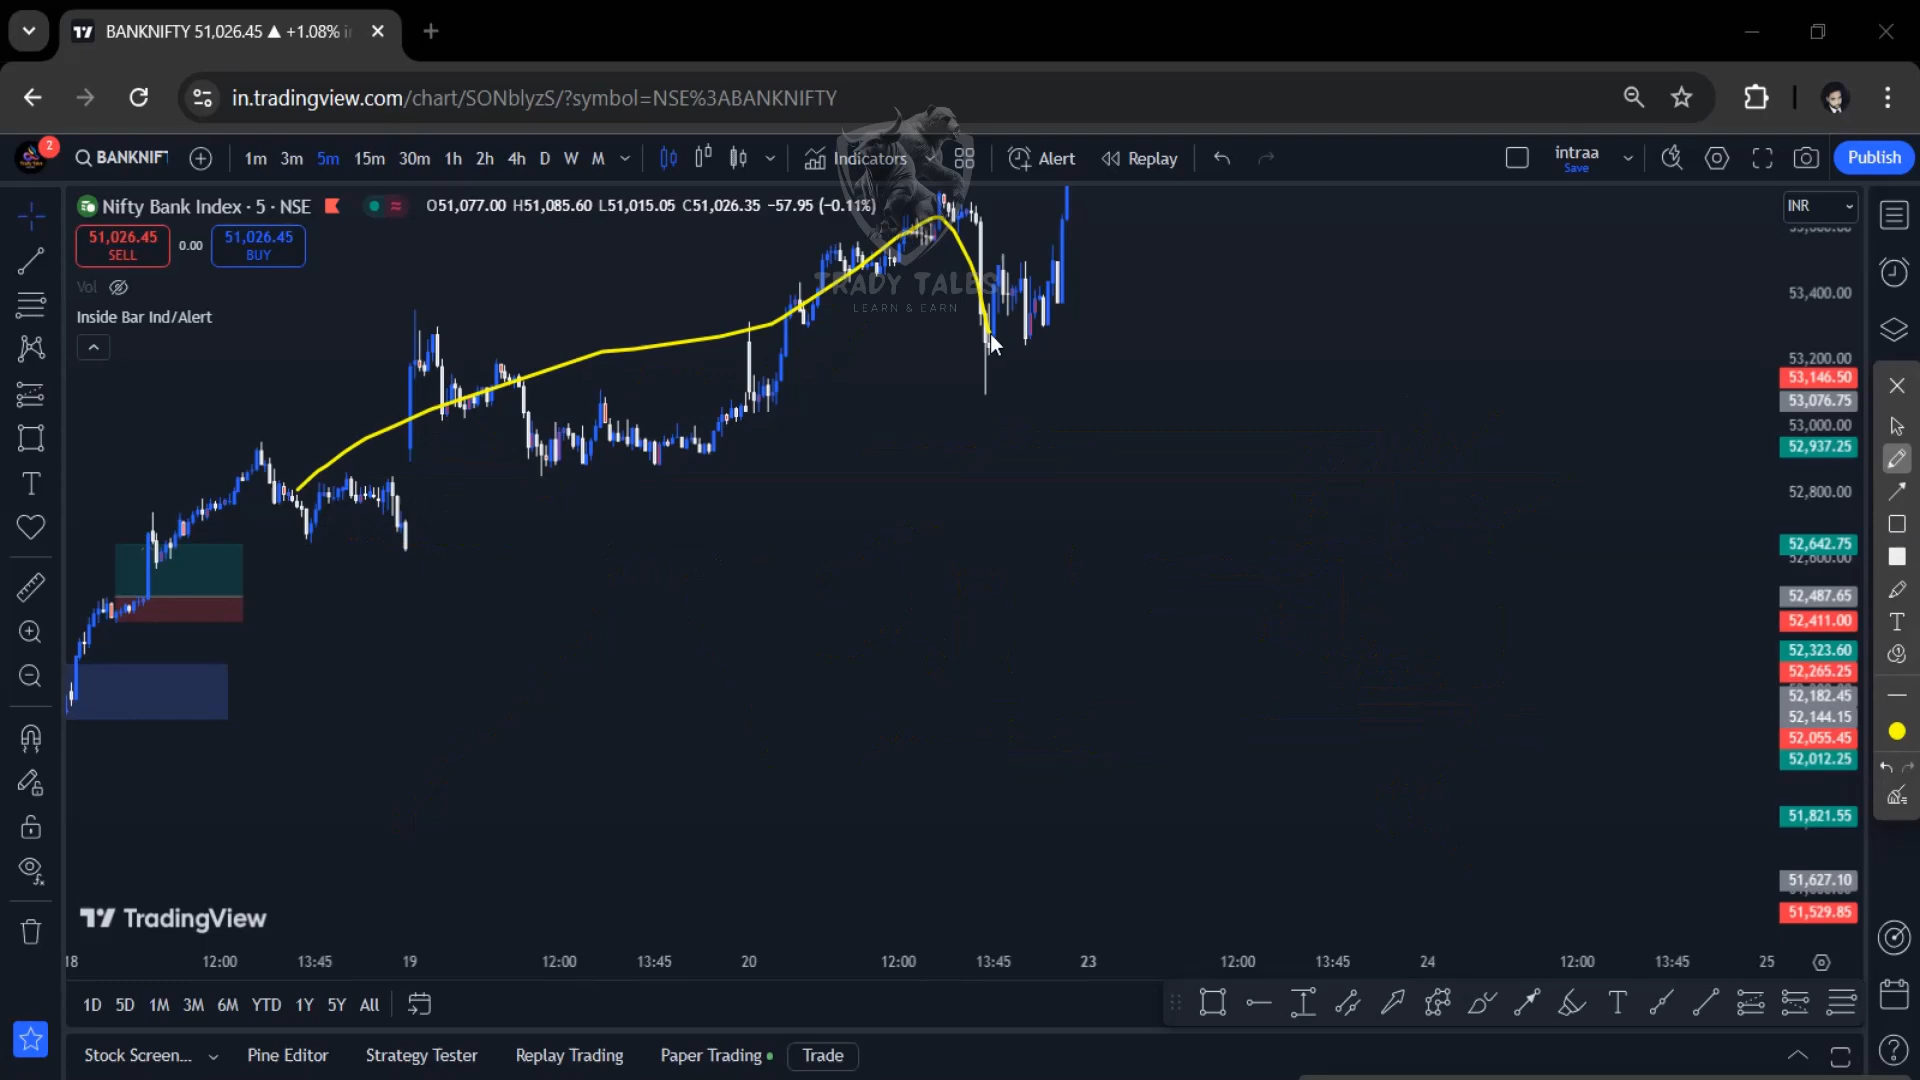 BANKNIFTY 51,026.45 ▲ +1.08% i
in.tradingview.com/chart/SONblyzS/?symbol=NSE%3ABANKNIFTY
2
BANKNIFT
1m 3m 5m 15m 30m 1h 2h 4h D W M
Indicators
Alert
Replay
intraa
Save
Publish
Nifty Bank Index · 5 · NSE
O51,077.00 H51,085.60 L51,015.05 C51,026.35 −57.95 (−0.11%)
INR
51,026.45
SELL
0.00
51,026.45
BUY
Vol
Inside Bar Ind/Alert
TRADY TALES
LEARN & EARN
53,400.00
53,200.00
53,146.50
53,076.75
53,000.00
52,937.25
52,800.00
52,642.75
52,600.00
52,487.65
52,411.00
52,323.60
52,265.25
52,182.45
52,144.15
52,055.45
52,012.25
51,821.55
51,627.10
51,529.85
TradingView
18 12:00 13:45 19 12:00 13:45 20 12:00 13:45 23 12:00 13:45 24 12:00 13:45 25
1D 5D 1M 3M 6M YTD 1Y 5Y All
Stock Screen... Pine Editor Strategy Tester Replay Trading Paper Trading Trade